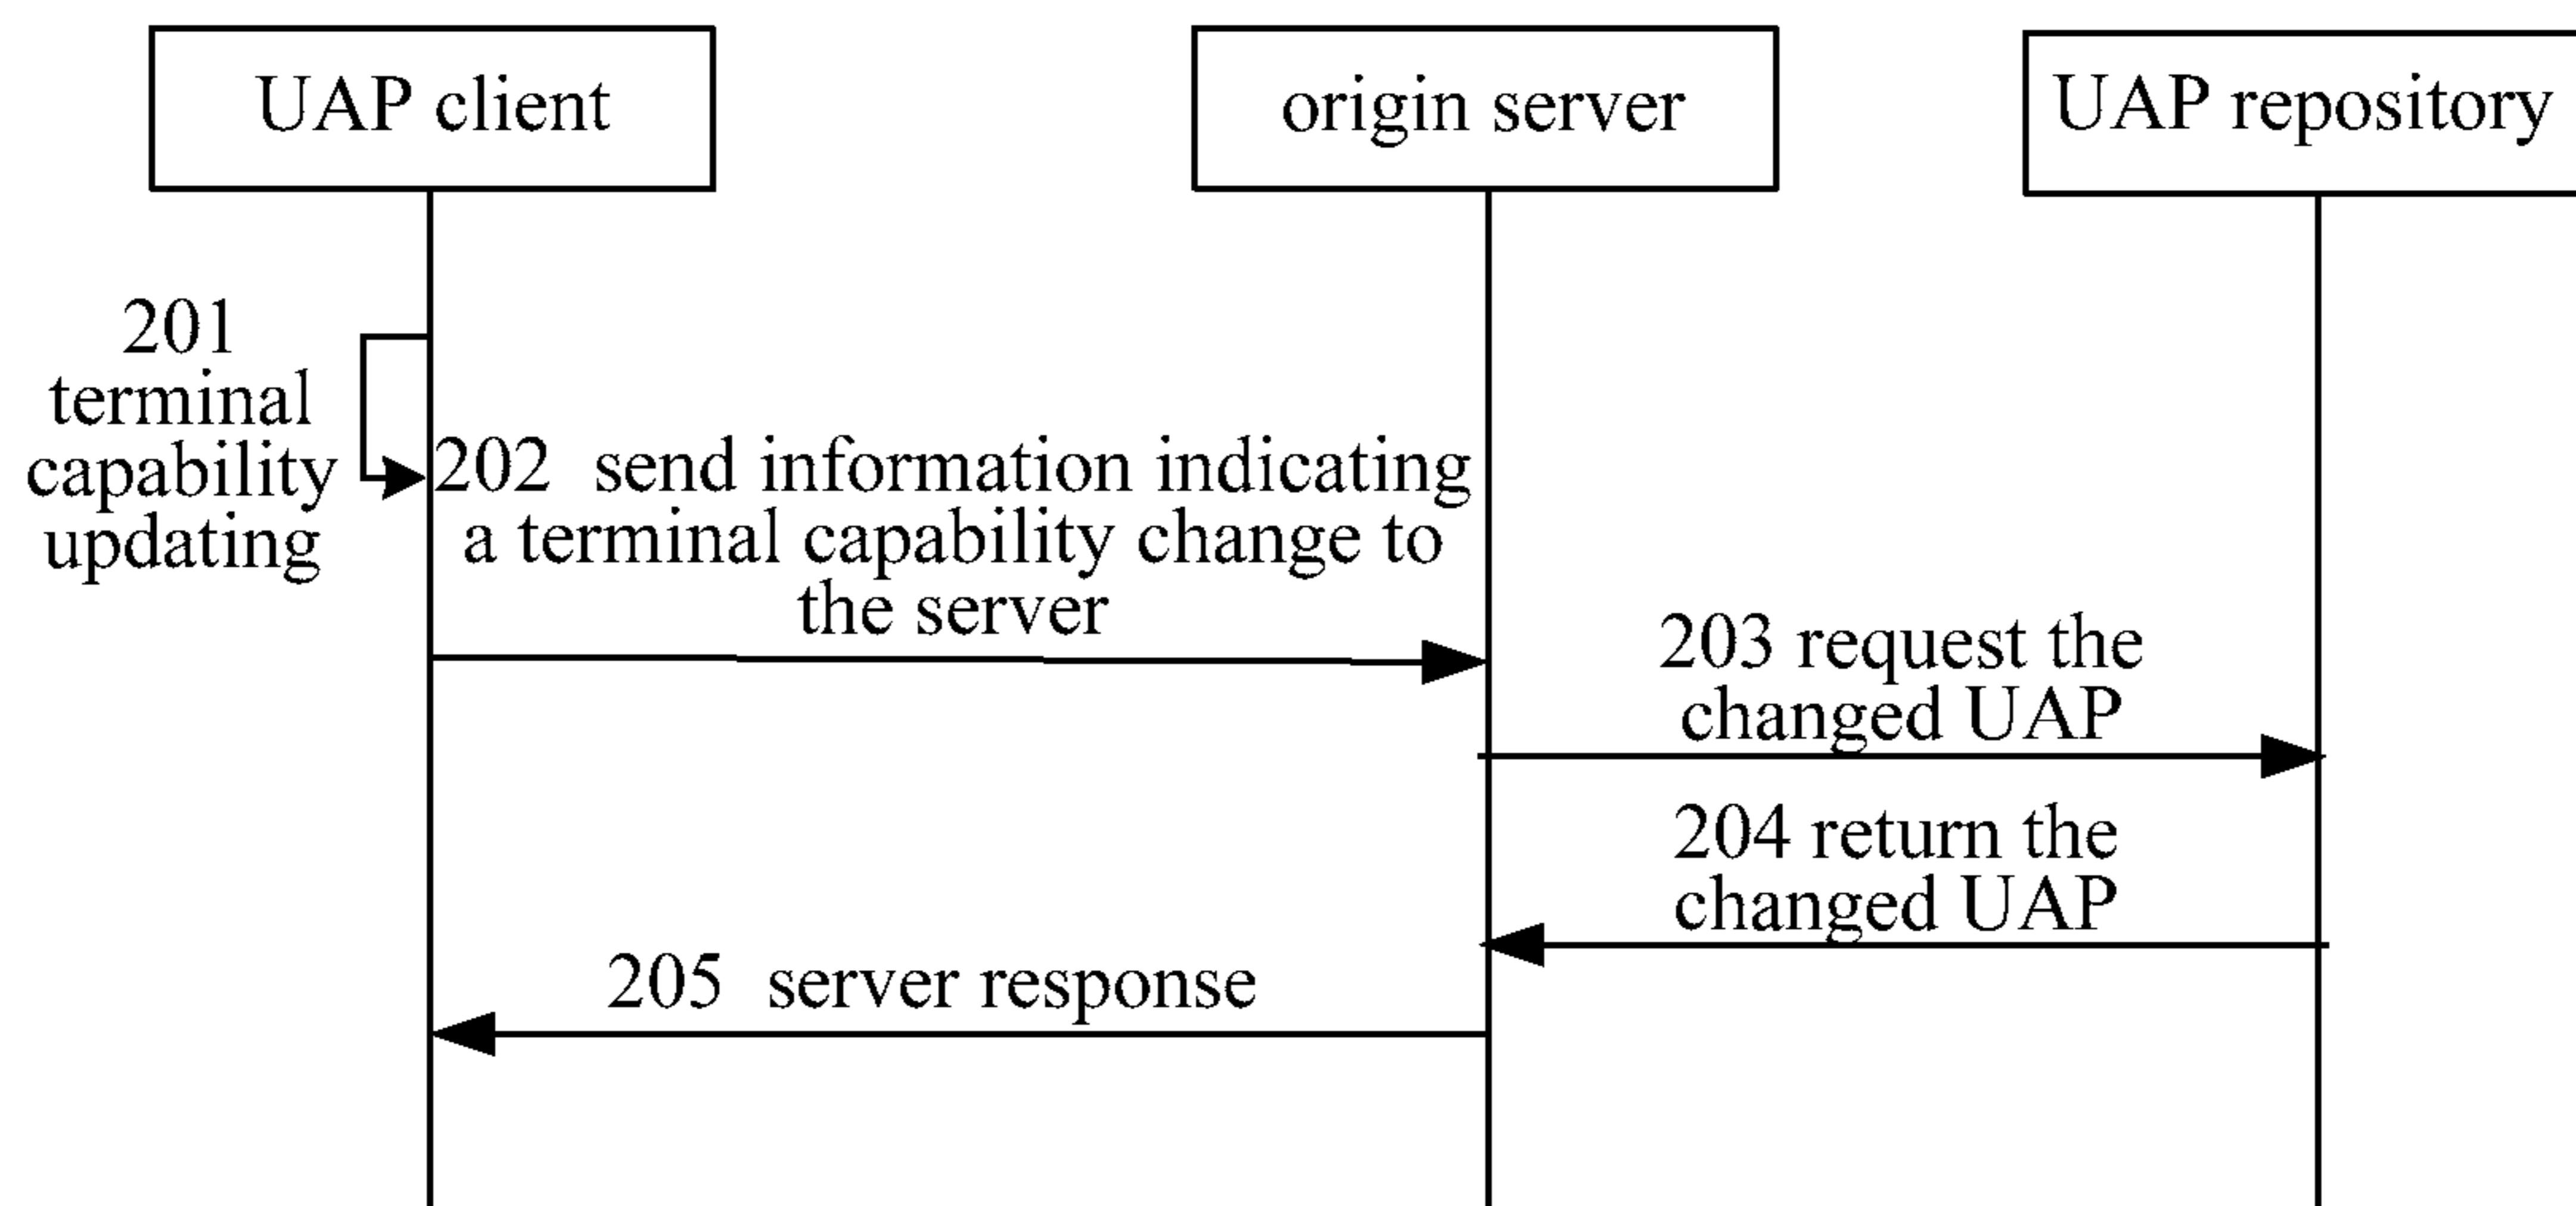 UAP client
origin server
UAP repository
201
terminal
capability
updating
202 send information indicating
a terminal capability change to
the server
203 request the
changed UAP
204 return the
changed UAP
205 server response